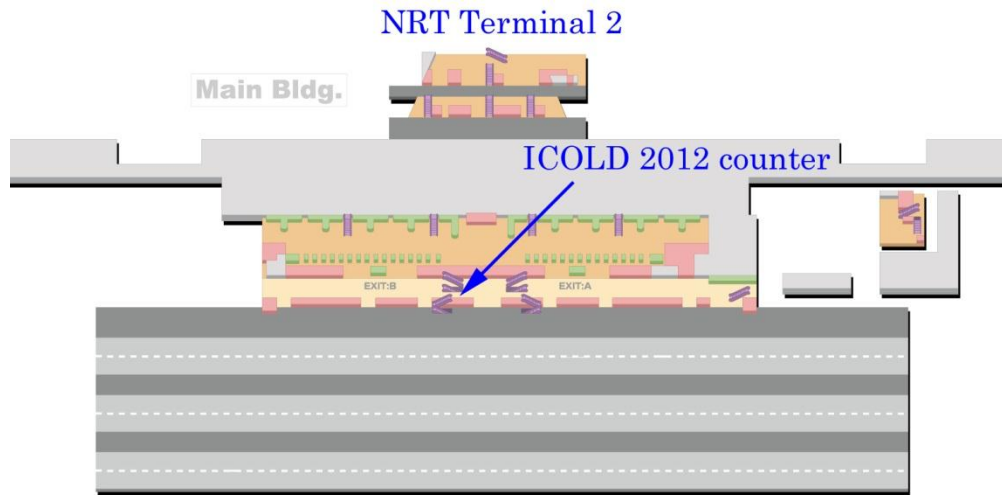 NRT Terminal 2
Main Bldg.
ICOLD 2012 counter
EXIT:B
EXIT:A